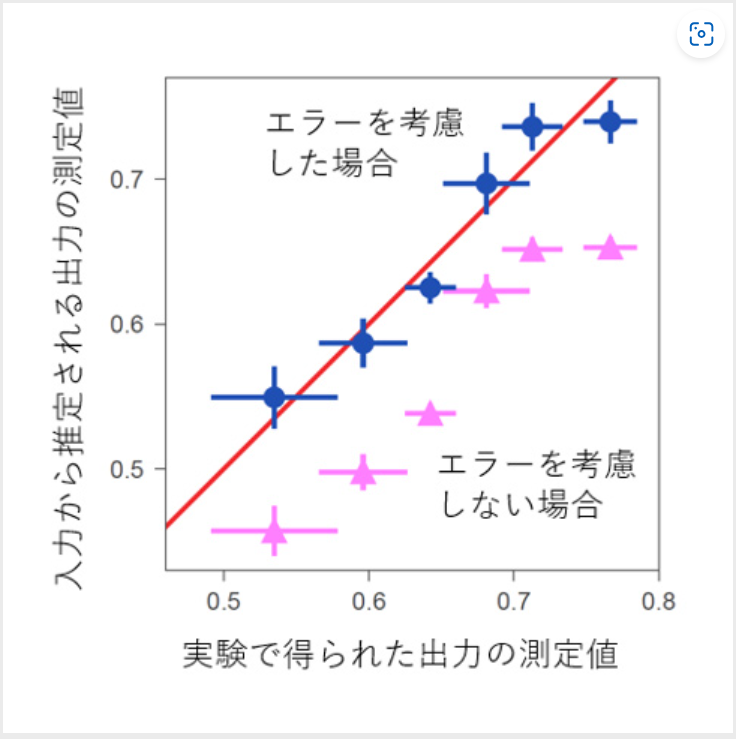 エラーを考慮
した場合
エラーを考慮
しない場合
入力から推定される出力の測定値
0.7
0.6
0.5
0.5
0.6
0.7
0.8
実験で得られた出力の測定値